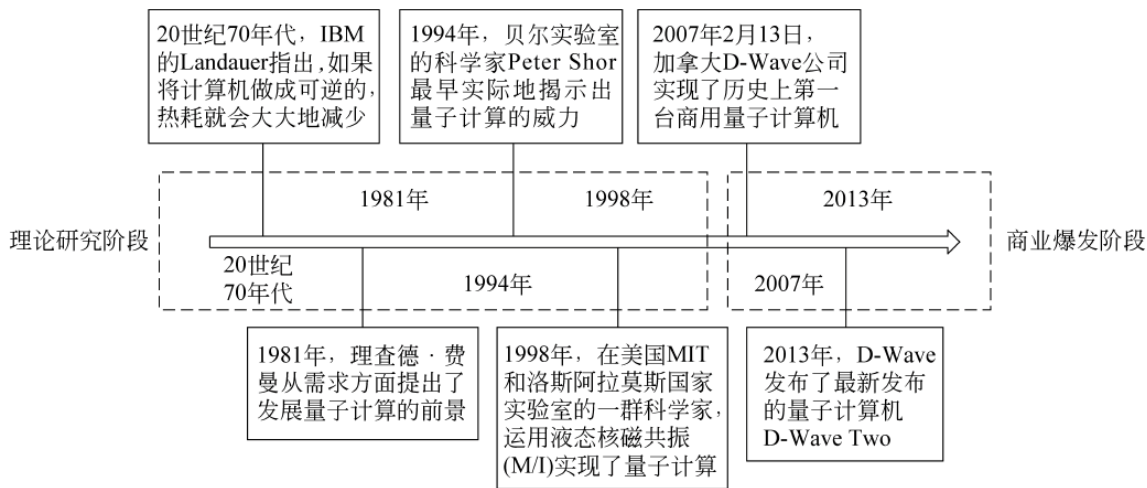 20世纪70年代，IBM
的Landauer指出，如果
将计算机做成可逆的，
热耗就会大大地减少
1994年，贝尔实验室
的科学家Peter Shor
最早实际地揭示出
量子计算的威力
2007年2月13日，
加拿大D-Wave公司
实现了历史上第一
台商用量子计算机
1981年
1998年
2013年
理论研究阶段
商业爆发阶段
20世纪
70年代
1994年
2007年
1981年，理查德·费
曼从需求方面提出了
发展量子计算的前景
1998年，在美国MIT
和洛斯阿拉莫斯国家
实验室的一群科学家，
运用液态核磁共振
(M/I)实现了量子计算
2013年，D-Wave
发布了最新发布
的量子计算机
D-Wave Two